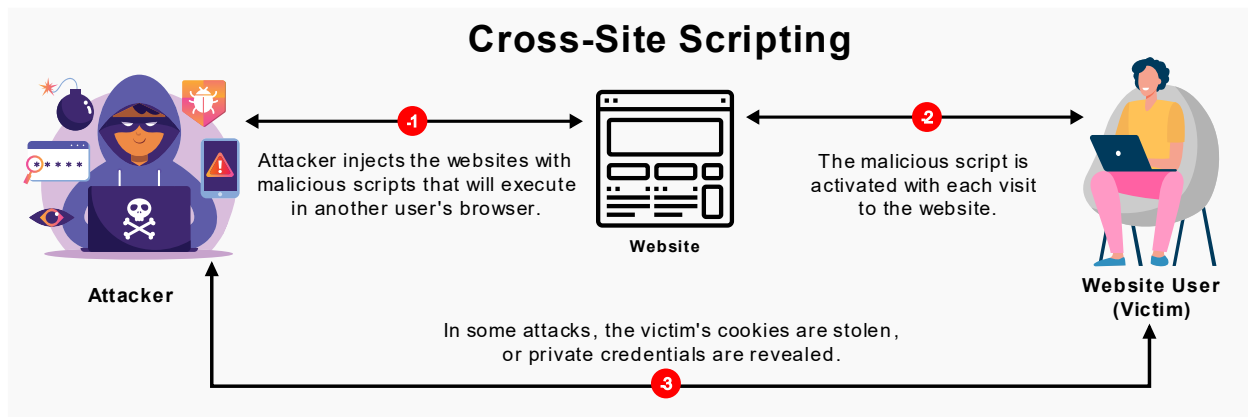 Cross-Site Scripting
-1
Attacker injects the websites with
malicious scripts that will execute
in another user's browser.
-2
The malicious script is
activated with each visit
to the website.
*****
Website
Attacker
Website User
(Victim)
In some attacks, the victim's cookies are stolen,
or private credentials are revealed.
-3